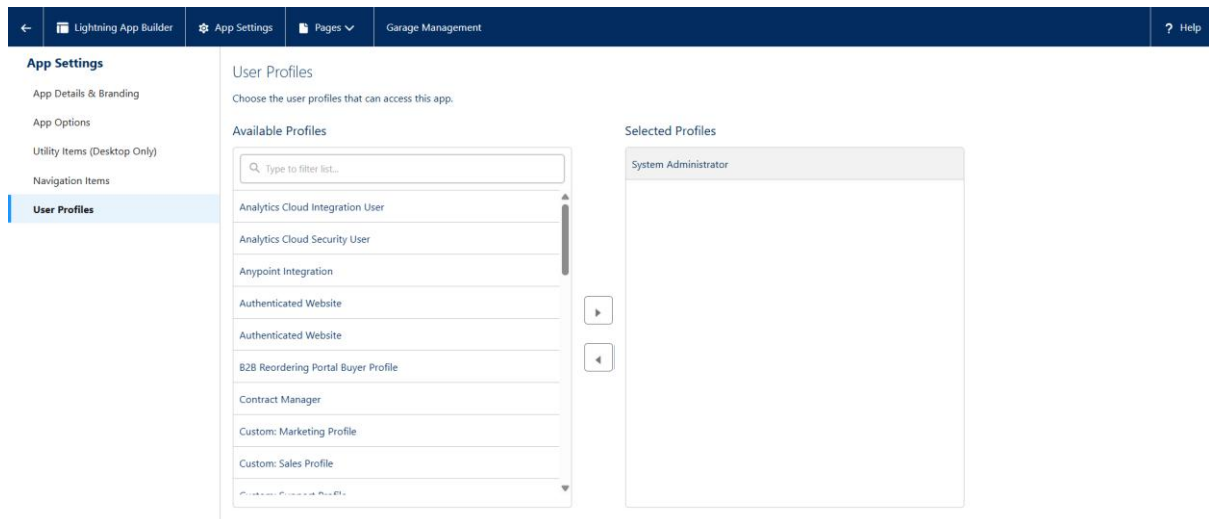 Lightning App Builder
App Settings
Pages
Garage Management
? Help
App Settings
App Details & Branding
App Options
Utility Items (Desktop Only)
Navigation Items
User Profiles
User Profiles
Choose the user profiles that can access this app.
Available Profiles
Type to filter list...
Analytics Cloud Integration User
Analytics Cloud Security User
Anypoint Integration
Authenticated Website
Authenticated Website
B2B Reordering Portal Buyer Profile
Contract Manager
Custom: Marketing Profile
Custom: Sales Profile
Custom: Support Profile
Selected Profiles
System Administrator